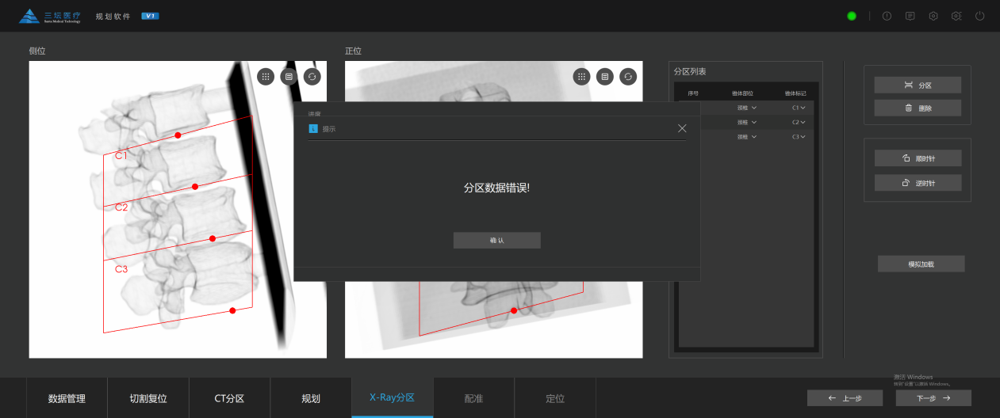 三坛医疗
Santan Medical Technology
规划软件
V1
侧位
正位
C1
C2
C3
进度
提示
分区数据错误!
确认
分区列表
序号 椎体部位 椎体标记
颈椎 C1
颈椎 C2
颈椎 C3
分区
删除
顺时针
逆时针
模拟加载
激活 Windows
转到"设置"以激活 Windows。
数据管理
切割复位
CT分区
规划
X-Ray分区
配准
定位
上一步
下一步